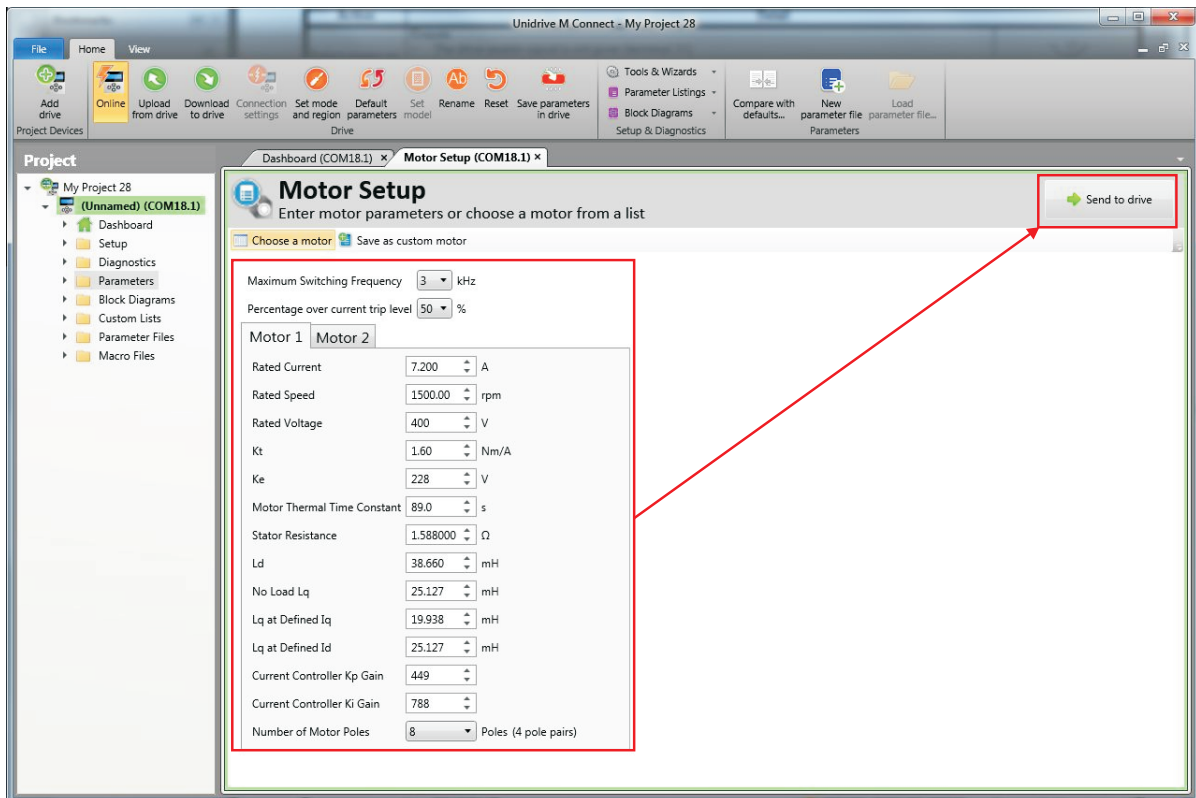 Unidrive M Connect - My Project 28
File Home View
Add drive
Online
Upload from drive
Download to drive
Connection settings
Set mode and region
Default parameters
Set model
Rename
Reset
Save parameters in drive
Tools & Wizards
Parameter Listings
Block Diagrams
Compare with defaults...
New parameter file
Load parameter file...
Project Devices
Drive
Setup & Diagnostics
Parameters
Project
My Project 28
(Unnamed) (COM18.1)
Dashboard
Setup
Diagnostics
Parameters
Block Diagrams
Custom Lists
Parameter Files
Macro Files
Dashboard (COM18.1) × Motor Setup (COM18.1) ×
Motor Setup
Enter motor parameters or choose a motor from a list
Send to drive
Choose a motor Save as custom motor
Maximum Switching Frequency 3 kHz
Percentage over current trip level 50 %
Motor 1 Motor 2
Rated Current 7.200 A
Rated Speed 1500.00 rpm
Rated Voltage 400 V
Kt 1.60 Nm/A
Ke 228 V
Motor Thermal Time Constant 89.0 s
Stator Resistance 1.588000 Ω
Ld 38.660 mH
No Load Lq 25.127 mH
Lq at Defined Iq 19.938 mH
Lq at Defined Id 25.127 mH
Current Controller Kp Gain 449
Current Controller Ki Gain 788
Number of Motor Poles 8 Poles (4 pole pairs)